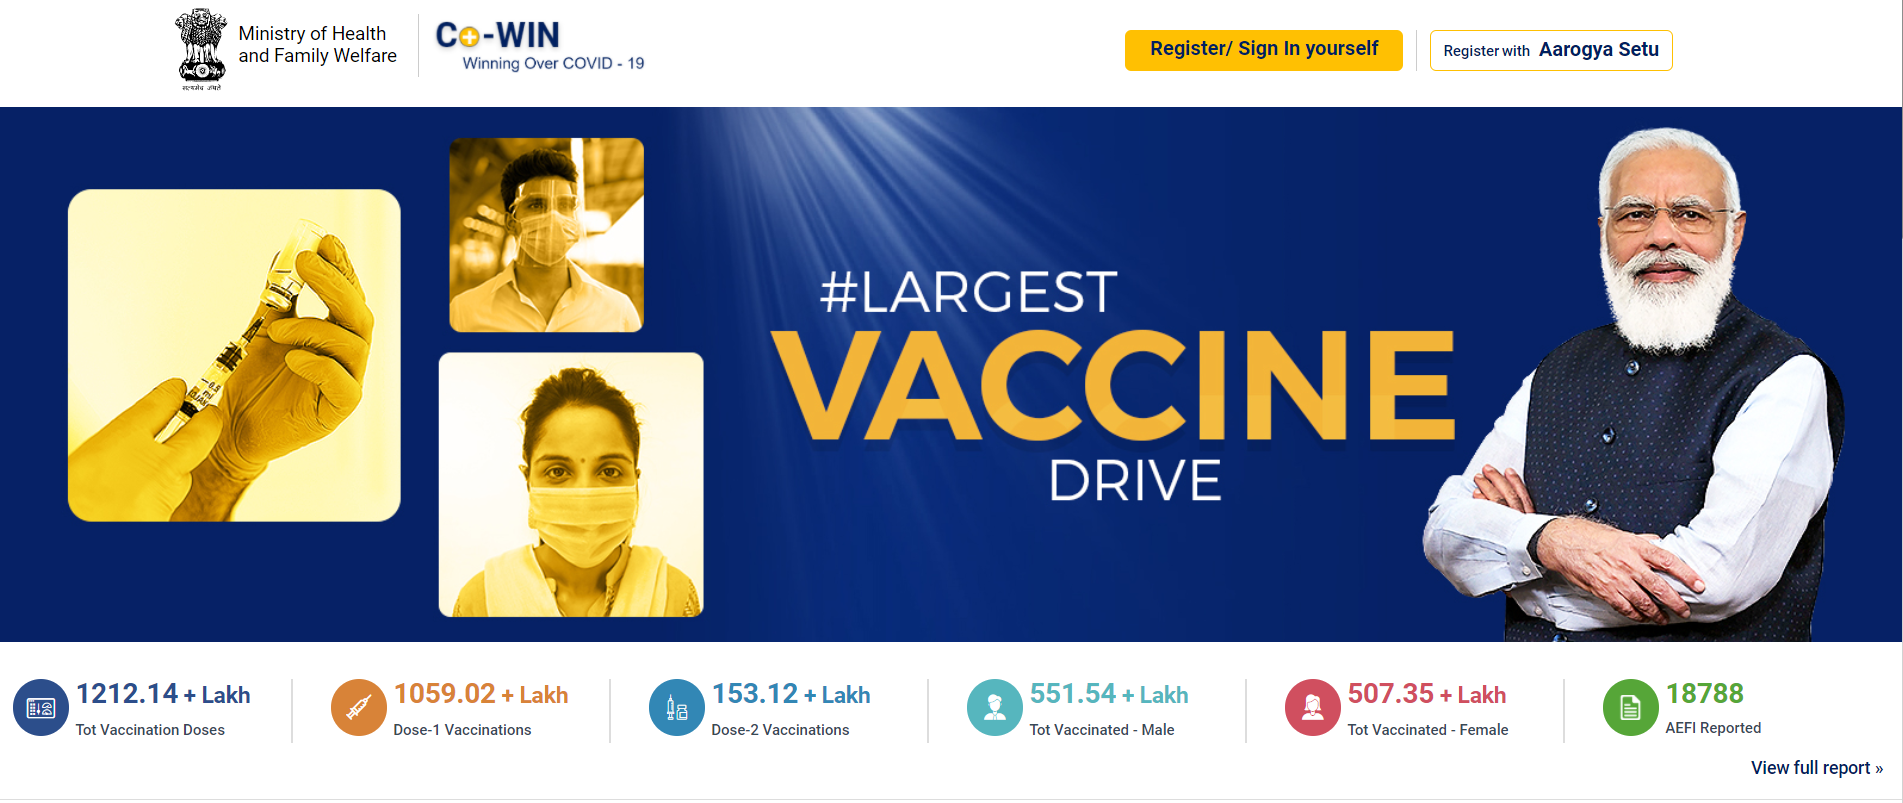 Ministry of Health
and Family Welfare
सत्यमेव जयते
Co-WIN
Winning Over COVID - 19
Register/ Sign In yourself
Register with Aarogya Setu
0.5
ml
#LARGEST
VACCINE
DRIVE
1212.14 + Lakh
Tot Vaccination Doses
1059.02 + Lakh
Dose-1 Vaccinations
153.12 + Lakh
Dose-2 Vaccinations
551.54 + Lakh
Tot Vaccinated - Male
507.35 + Lakh
Tot Vaccinated - Female
18788
AEFI Reported
View full report »